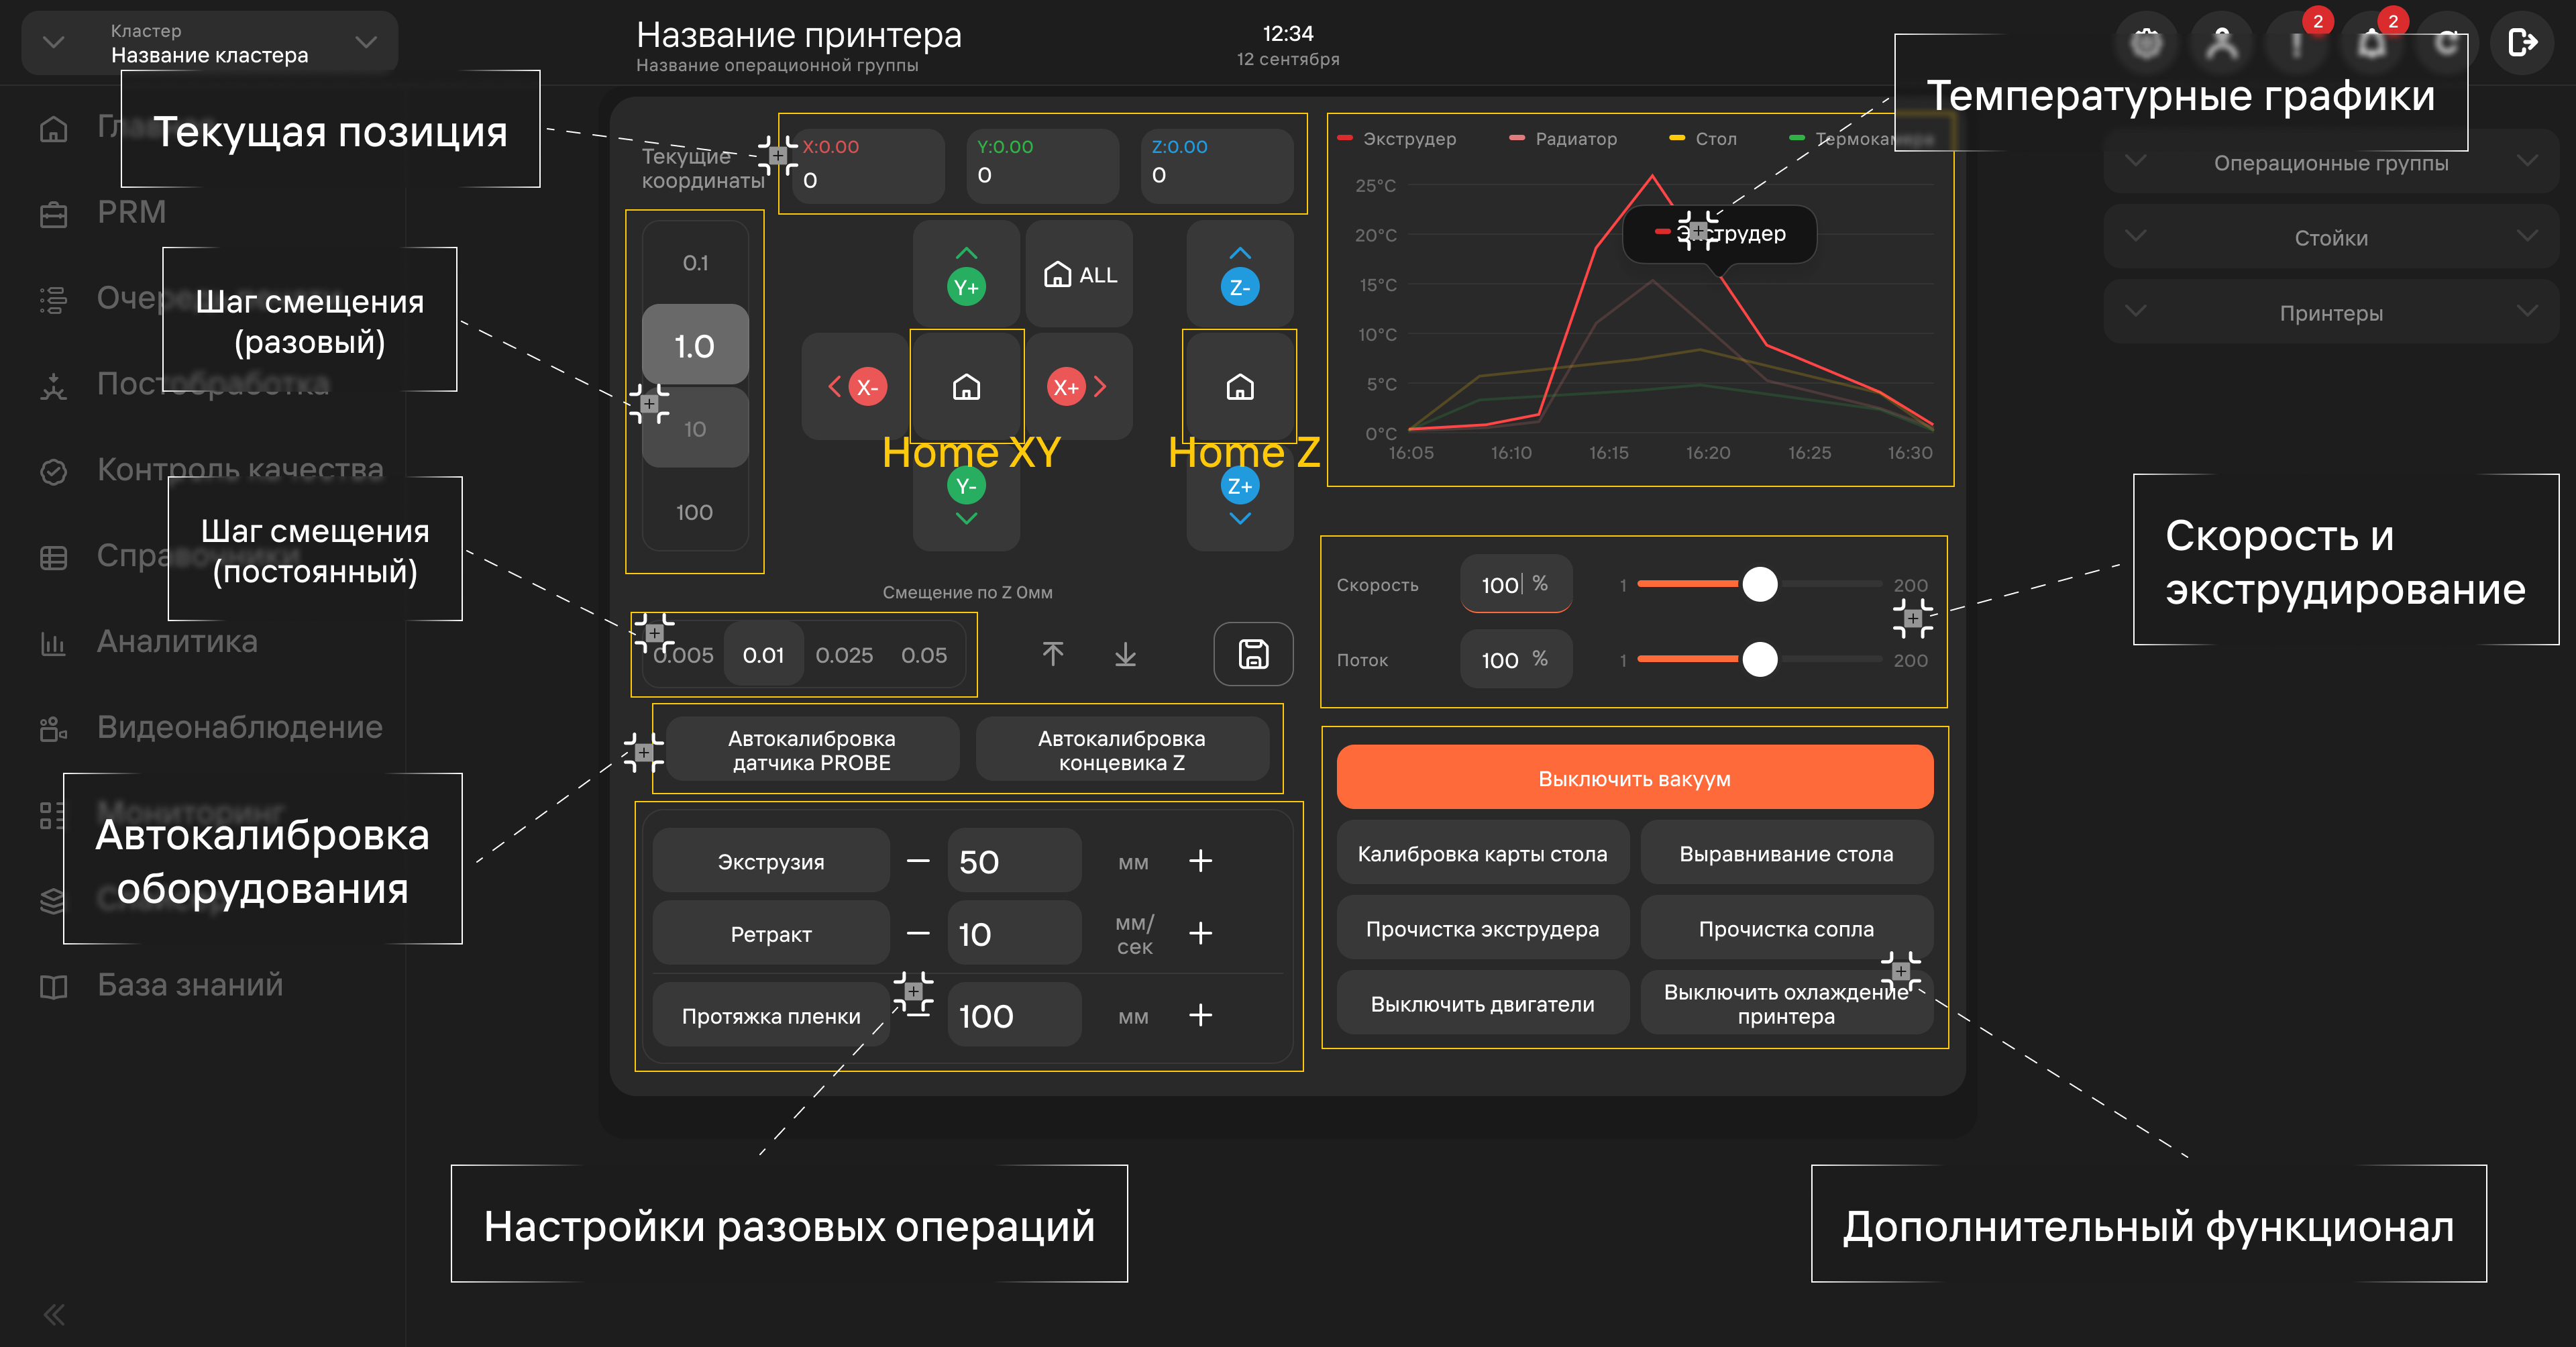 Кластер
Название кластера
Название принтера
Название операционной группы
12:34
12 сентября
2
2
Текущая позиция
Температурные графики
PRM
Постобработка
Контроль качества
Аналитика
Видеонаблюдение
Мониторинг
База знаний
Шаг смещения
(разовый)
Шаг смещения
(постоянный)
Автокалибровка
оборудования
Текущие
координаты
X:0.00
0
Y:0.00
0
Z:0.00
0
0.1
1.0
10
100
Y+
ALL
Z-
X-
X+
Home XY
Home Z
Y-
Z+
Смещение по Z 0мм
0.005
0.01
0.025
0.05
Автокалибровка
датчика PROBE
Автокалибровка
концевика Z
Экструзия
50
мм
Ретракт
10
мм/
сек
Протяжка пленки
100
мм
Экструдер
Радиатор
Стол
Термокамера
25°C
20°C
15°C
10°C
5°C
0°C
16:05
16:10
16:15
16:20
16:25
16:30
Экструдер
Скорость
100 %
1
200
Поток
100 %
1
200
Выключить вакуум
Калибровка карты стола
Выравнивание стола
Прочистка экструдера
Прочистка сопла
Выключить двигатели
Выключить охлаждение
принтера
Операционные группы
Стойки
Принтеры
Скорость и
экструдирование
Настройки разовых операций
Дополнительный функционал